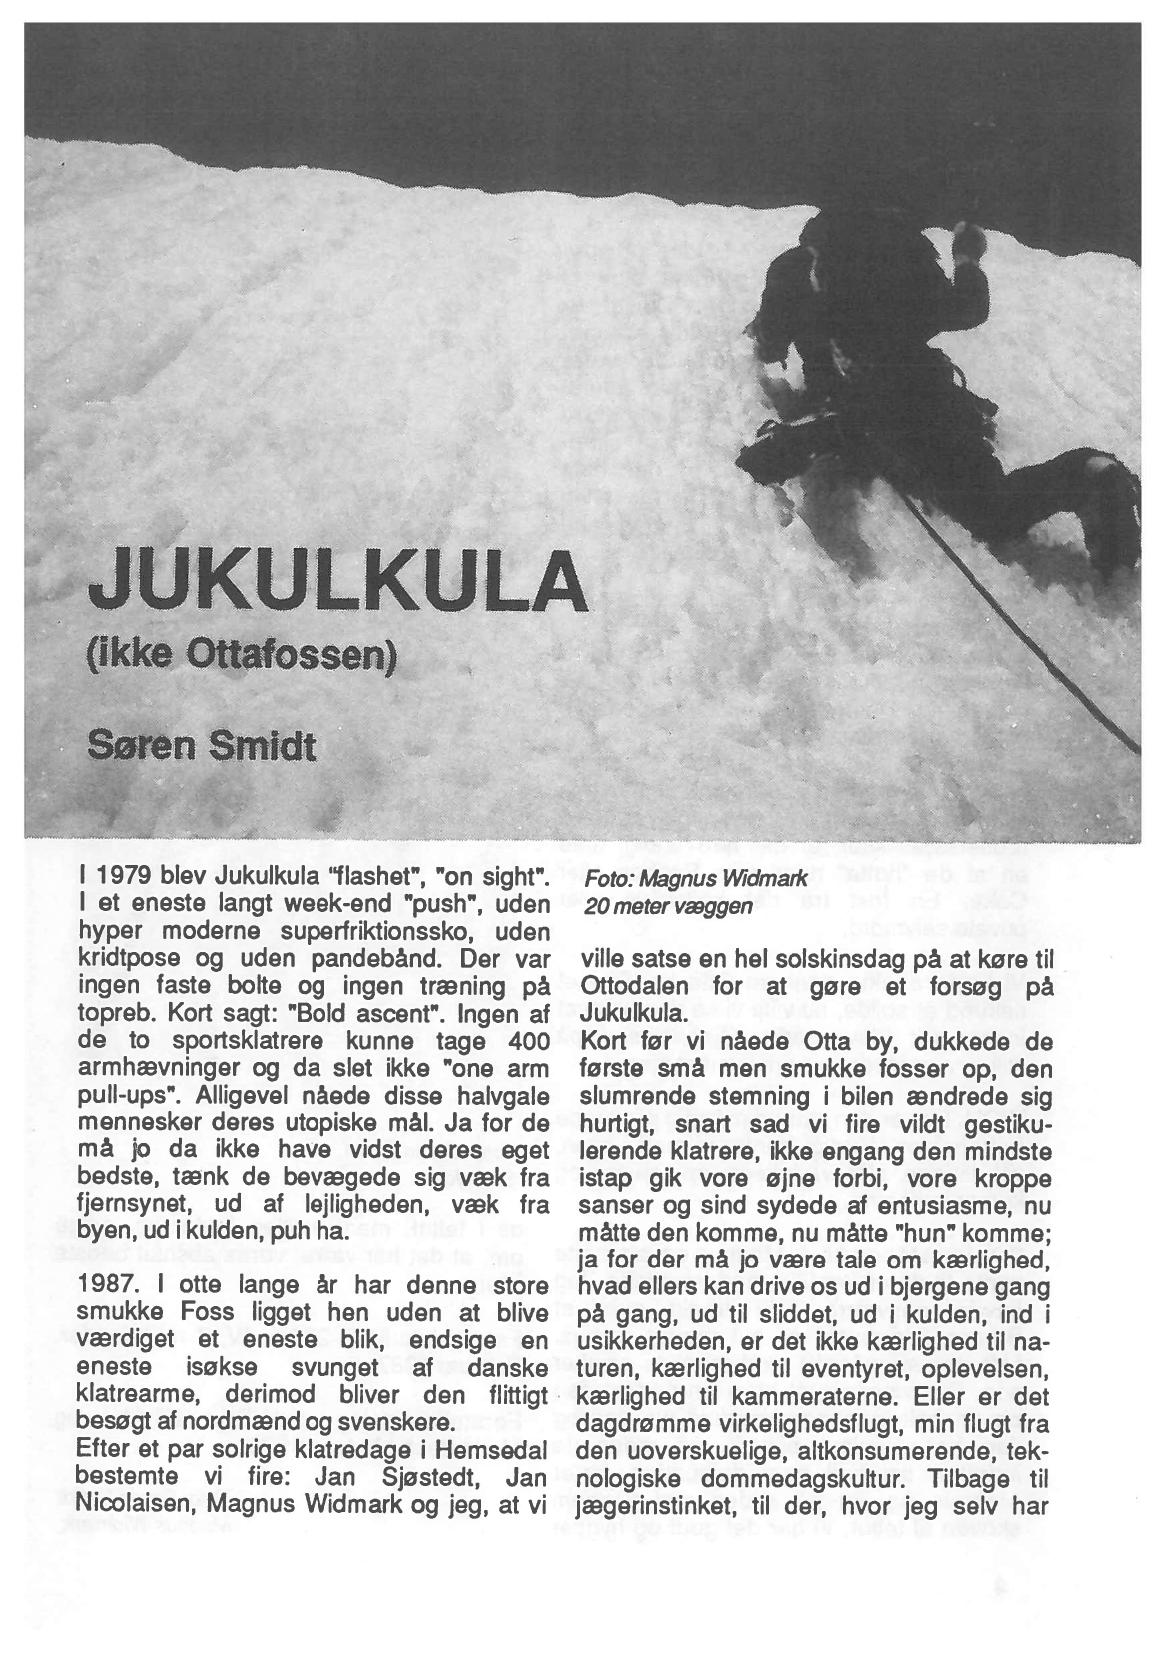 JUKULKULA
(ikke Ottafossen)
Søren Smidt
I 1979 blev Jukulkula "flashet", "on sight".
I et eneste langt week-end "push", uden
hyper moderne superfriktionssko, uden
kridtpose og uden pandebånd. Der var
ingen faste bolte og ingen træning på
topreb. Kort sagt: "Bold ascent". Ingen af
de to sportsklatrere kunne tage 400
armhævninger og da slet ikke "one arm
pull-ups". Alligevel nåede disse halvgale
mennesker deres utopiske mål. Ja for de
må jo da ikke have vidst deres eget
bedste, tænk de bevægede sig væk fra
fjernsynet, ud af lejligheden, væk fra
byen, ud i kulden, puh ha.
1987. I otte lange år har denne store
smukke Foss ligget hen uden at blive
værdiget et eneste blik, endsige en
eneste isøkse svunget af danske
klatrearme, derimod bliver den flittigt
besøgt af nordmænd og svenskere.
Efter et par solrige klatredage i Hemsedal
bestemte vi fire: Jan Sjøstedt, Jan
Nicolaisen, Magnus Widmark og jeg, at vi
Foto: Magnus Widmark
20 meter væggen
ville satse en hel solskinsdag på at køre til
Ottodalen for at gøre et forsøg på
Jukulkula.
Kort før vi nåede Otta by, dukkede de
første små men smukke fosser op, den
slumrende stemning i bilen ændrede sig
hurtigt, snart sad vi fire vildt gestiku-
lerende klatrere, ikke engang den mindste
istap gik vore øjne forbi, vore kroppe
sanser og sind sydede af entusiasme, nu
måtte den komme, nu måtte "hun" komme;
ja for der må jo være tale om kærlighed,
hvad ellers kan drive os ud i bjergene gang
på gang, ud til sliddet, ud i kulden, ind i
usikkerheden, er det ikke kærlighed til na-
turen, kærlighed til eventyret, oplevelsen,
kærlighed til kammeraterne. Eller er det
dagdrømme virkelighedsflugt, min flugt fra
den uoverskuelige, altkonsumerende, tek-
nologiske dommedagskultur. Tilbage til
jægerinstinket, til der, hvor jeg selv har